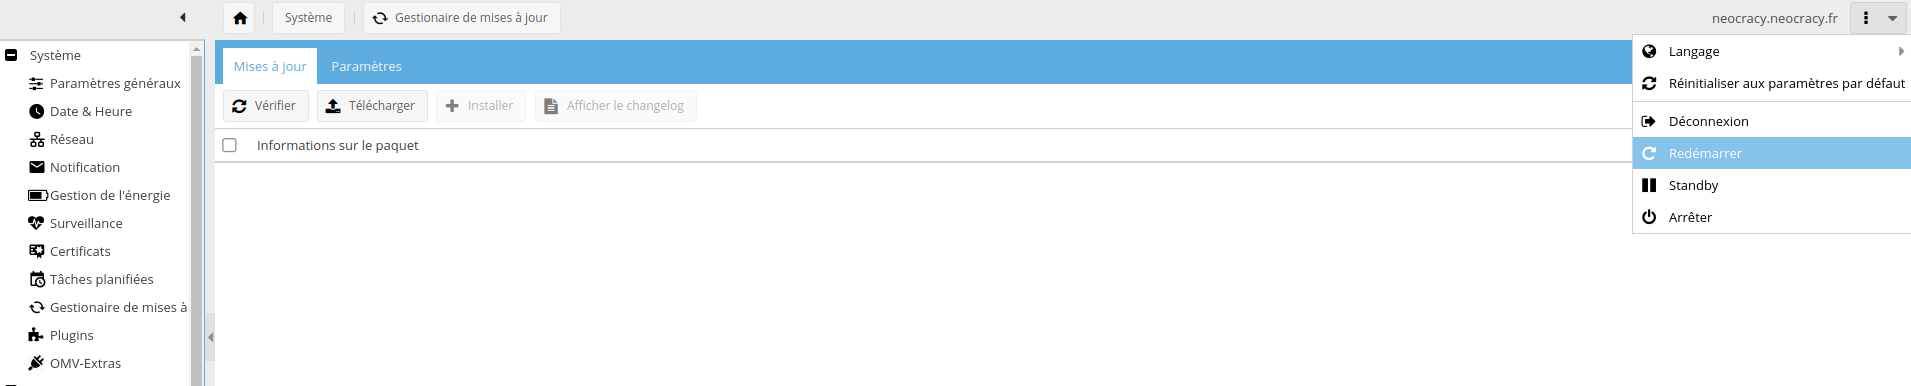 Système
Gestionaire de mises à jour
neocracy.neocracy.fr
Système
Paramètres généraux
Date & Heure
Réseau
Notification
Gestion de l'énergie
Surveillance
Certificats
Tâches planifiées
Gestionaire de mises à
Plugins
OMV-Extras
Mises à jour
Paramètres
Vérifier
Télécharger
Installer
Afficher le changelog
Informations sur le paquet
Langage
Réinitialiser aux paramètres par défaut
Déconnexion
Redémarrer
Standby
Arrêter